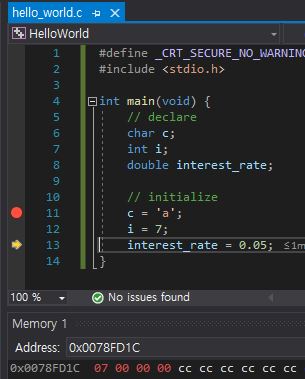 hello_world.c
HelloWorld
1 #define _CRT_SECURE_NO_WARNING
2 #include <stdio.h>
3
4 int main(void) {
5 // declare
6 char c;
7 int i;
8 double interest_rate;
9
10 // initialize
11 c = 'a';
12 i = 7;
13 interest_rate = 0.05; ≤1m
14 }
100 % No issues found
Memory 1
Address: 0x0078FD1C
0x0078FD1C 07 00 00 00 cc cc cc cc cc